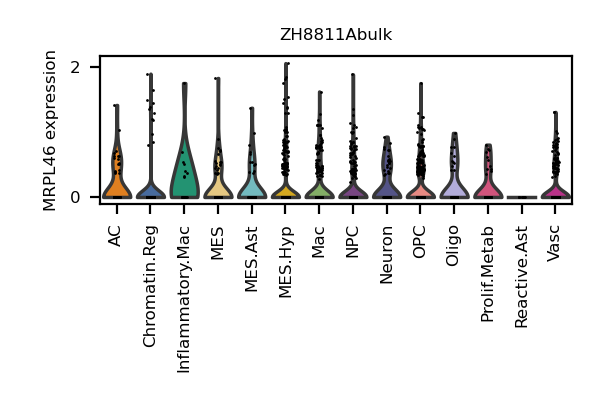 ZH8811Abulk
MRPL46 expression
2
0
AC
Chromatin.Reg
Inflammatory.Mac
MES
MES.Ast
MES.Hyp
Mac
NPC
Neuron
OPC
Oligo
Prolif.Metab
Reactive.Ast
Vasc